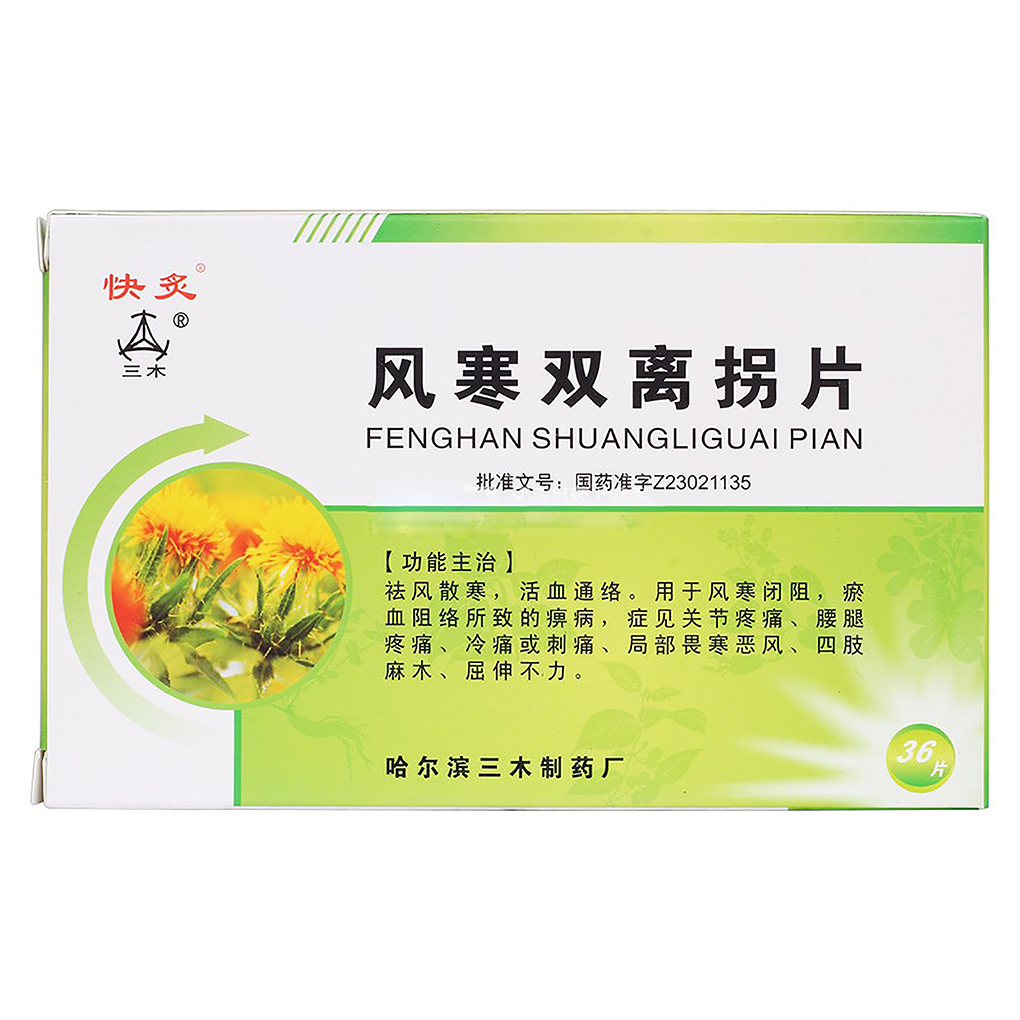 快炙®
®
三木
风寒双离拐片
FENGHAN SHUANGLIGUAI PIAN
批准文号：国药准字Z23021135
【功能主治】
祛风散寒，活血通络。用于风寒闭阻，瘀
血阻络所致的痹病，症见关节疼痛、腰腿
疼痛、冷痛或刺痛、局部畏寒恶风、四肢
麻木、屈伸不力。
哈尔滨三木制药厂
36片